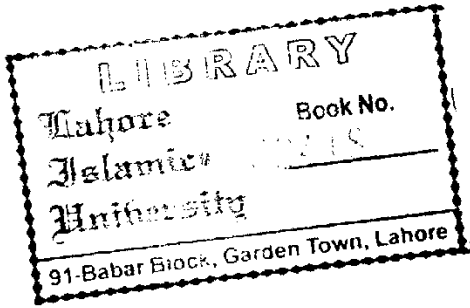 LIBRARY
Lahore
Book No.
Islamic
University
91-Babar Block, Garden Town, Lahore